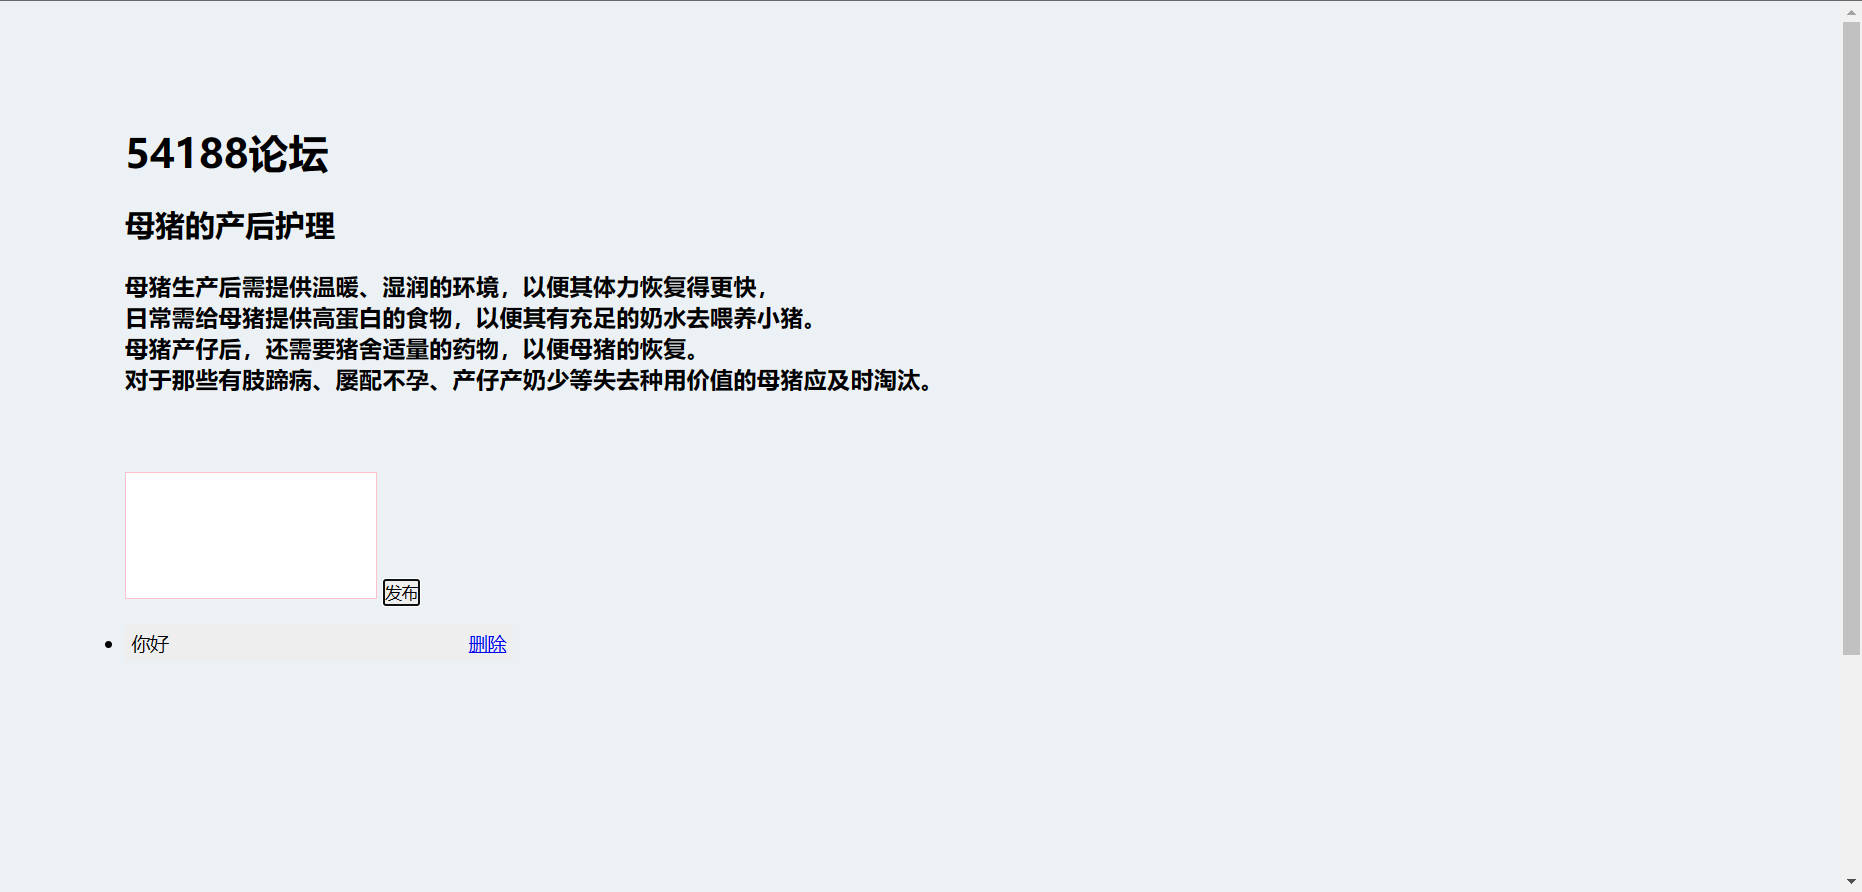 54188论坛
母猪的产后护理
母猪生产后需提供温暖、湿润的环境，以便其体力恢复得更快，
日常需给母猪提供高蛋白的食物，以便其有充足的奶水去喂养小猪。
母猪产仔后，还需要猪舍适量的药物，以便母猪的恢复。
对于那些有肢蹄病、屡配不孕、产仔产奶少等失去种用价值的母猪应及时淘汰。
发布
你好 删除